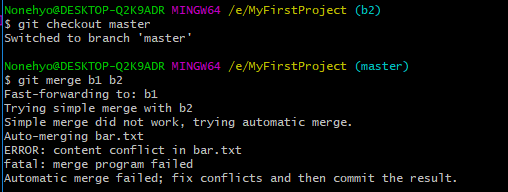 Nonehyo@DESKTOP-Q2K9ADR MINGW64 /e/MyFirstProject (b2)
$ git checkout master
Switched to branch 'master'
Nonehyo@DESKTOP-Q2K9ADR MINGW64 /e/MyFirstProject (master)
$ git merge b1 b2
Fast-forwarding to: b1
Trying simple merge with b2
Simple merge did not work, trying automatic merge.
Auto-merging bar.txt
ERROR: content conflict in bar.txt
fatal: merge program failed
Automatic merge failed; fix conflicts and then commit the result.